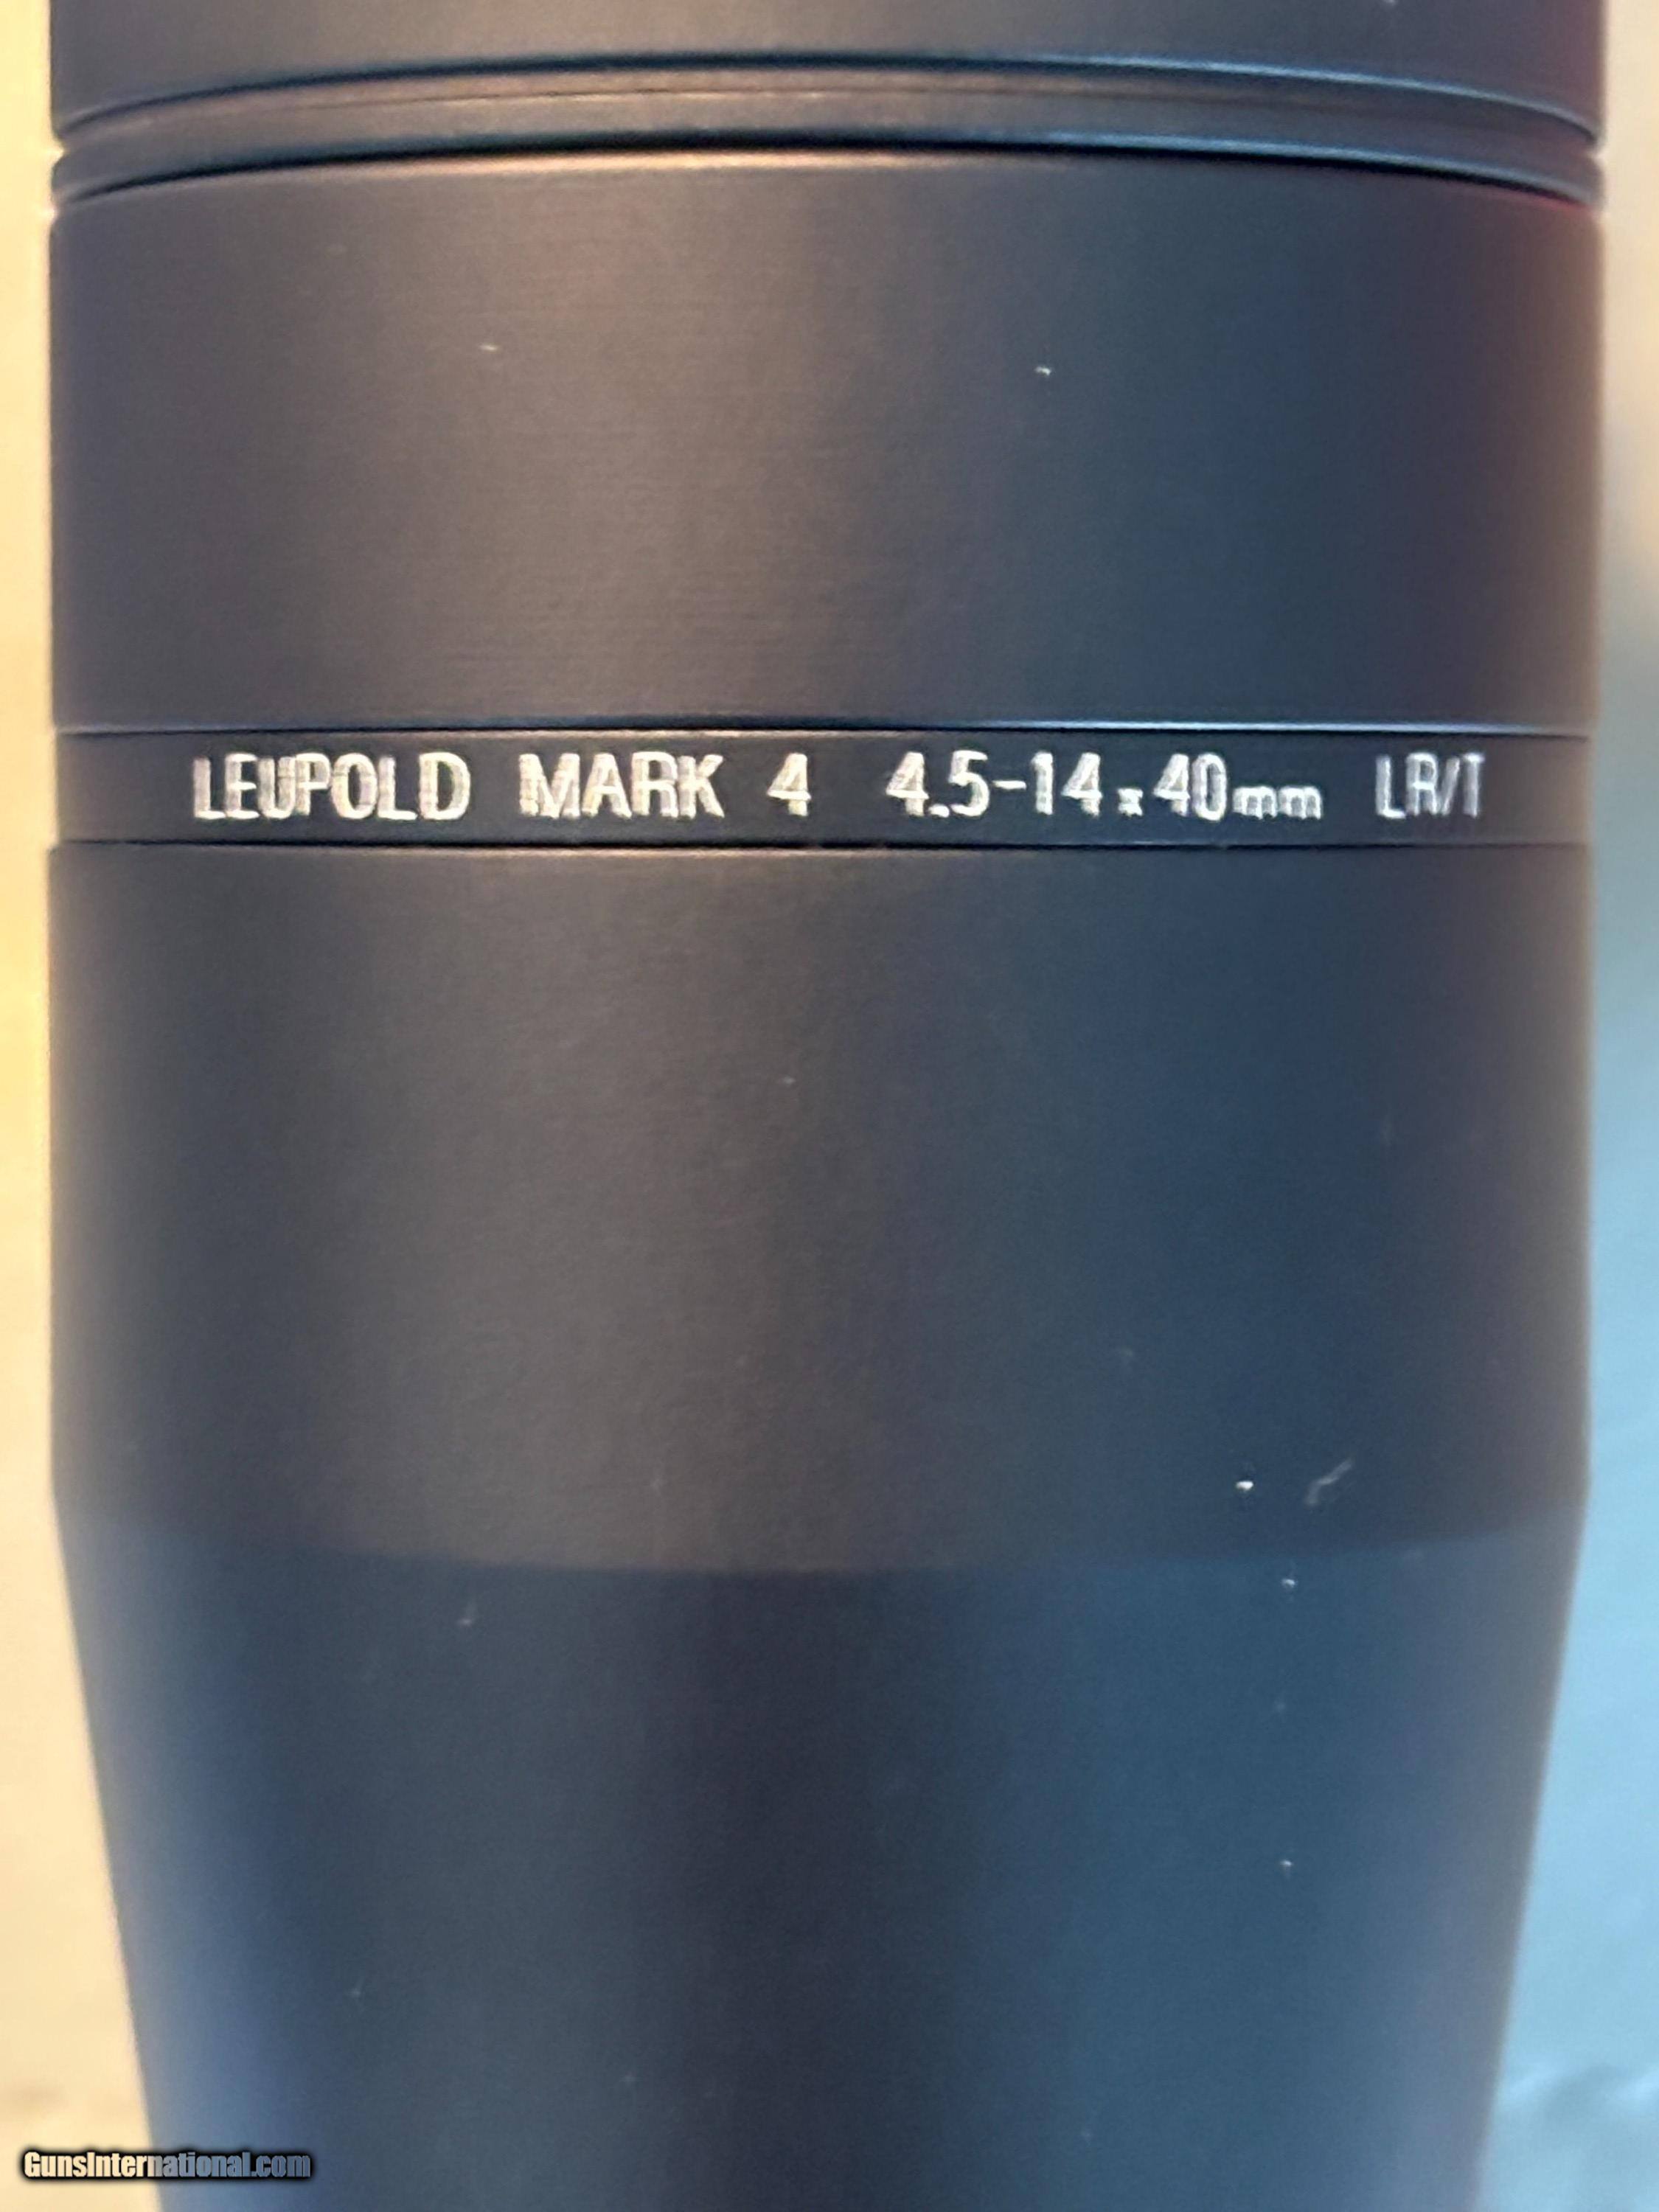 LEUPOLD MARK 4 4.5-14x40mm LR/T
GunsInternational.com